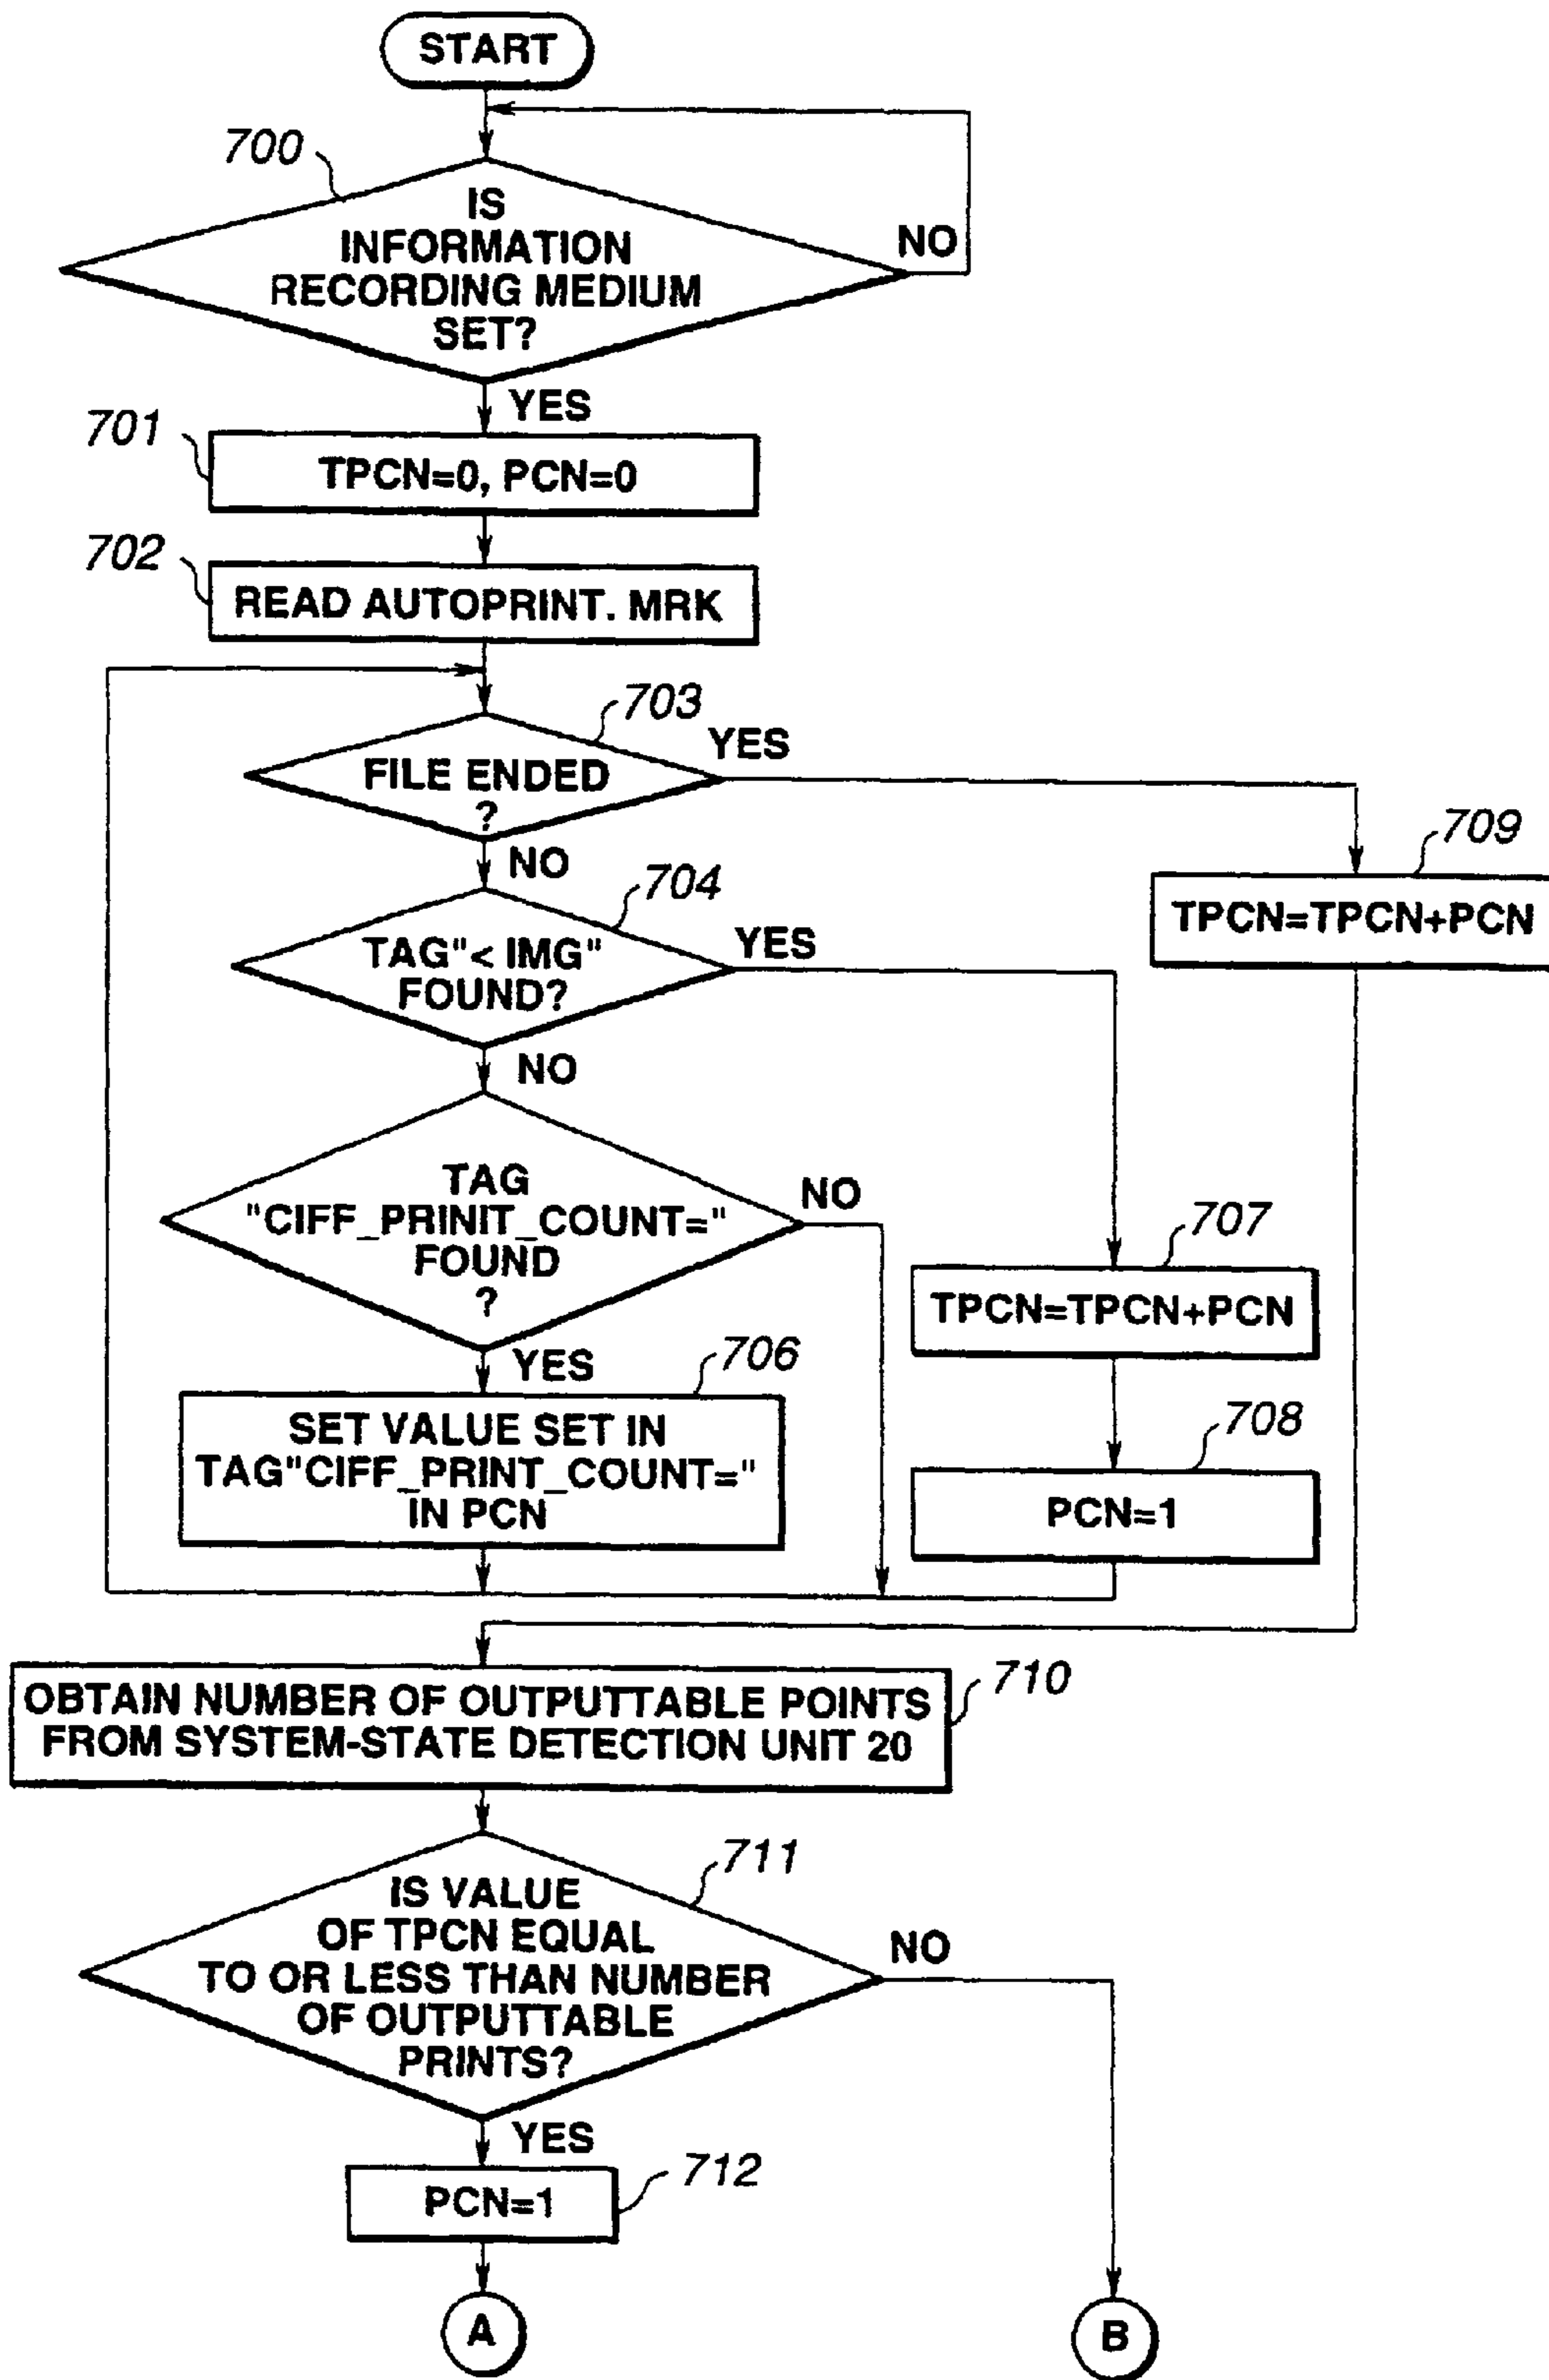 START
700
IS
INFORMATION
RECORDING MEDIUM
SET?
NO
YES
701
TPCN=0, PCN=0
702
READ AUTOPRINT. MRK
703
FILE ENDED
?
YES
NO
709
TPCN=TPCN+PCN
704
TAG"< IMG"
FOUND?
YES
NO
TAG
"CIFF_PRINIT_COUNT="
FOUND
?
NO
YES
707
TPCN=TPCN+PCN
706
SET VALUE SET IN
TAG"CIFF_PRINT_COUNT="
IN PCN
708
PCN=1
710
OBTAIN NUMBER OF OUTPUTTABLE POINTS
FROM SYSTEM-STATE DETECTION UNIT 20
711
IS VALUE
OF TPCN EQUAL
TO OR LESS THAN NUMBER
OF OUTPUTTABLE
PRINTS?
NO
YES
712
PCN=1
A
B